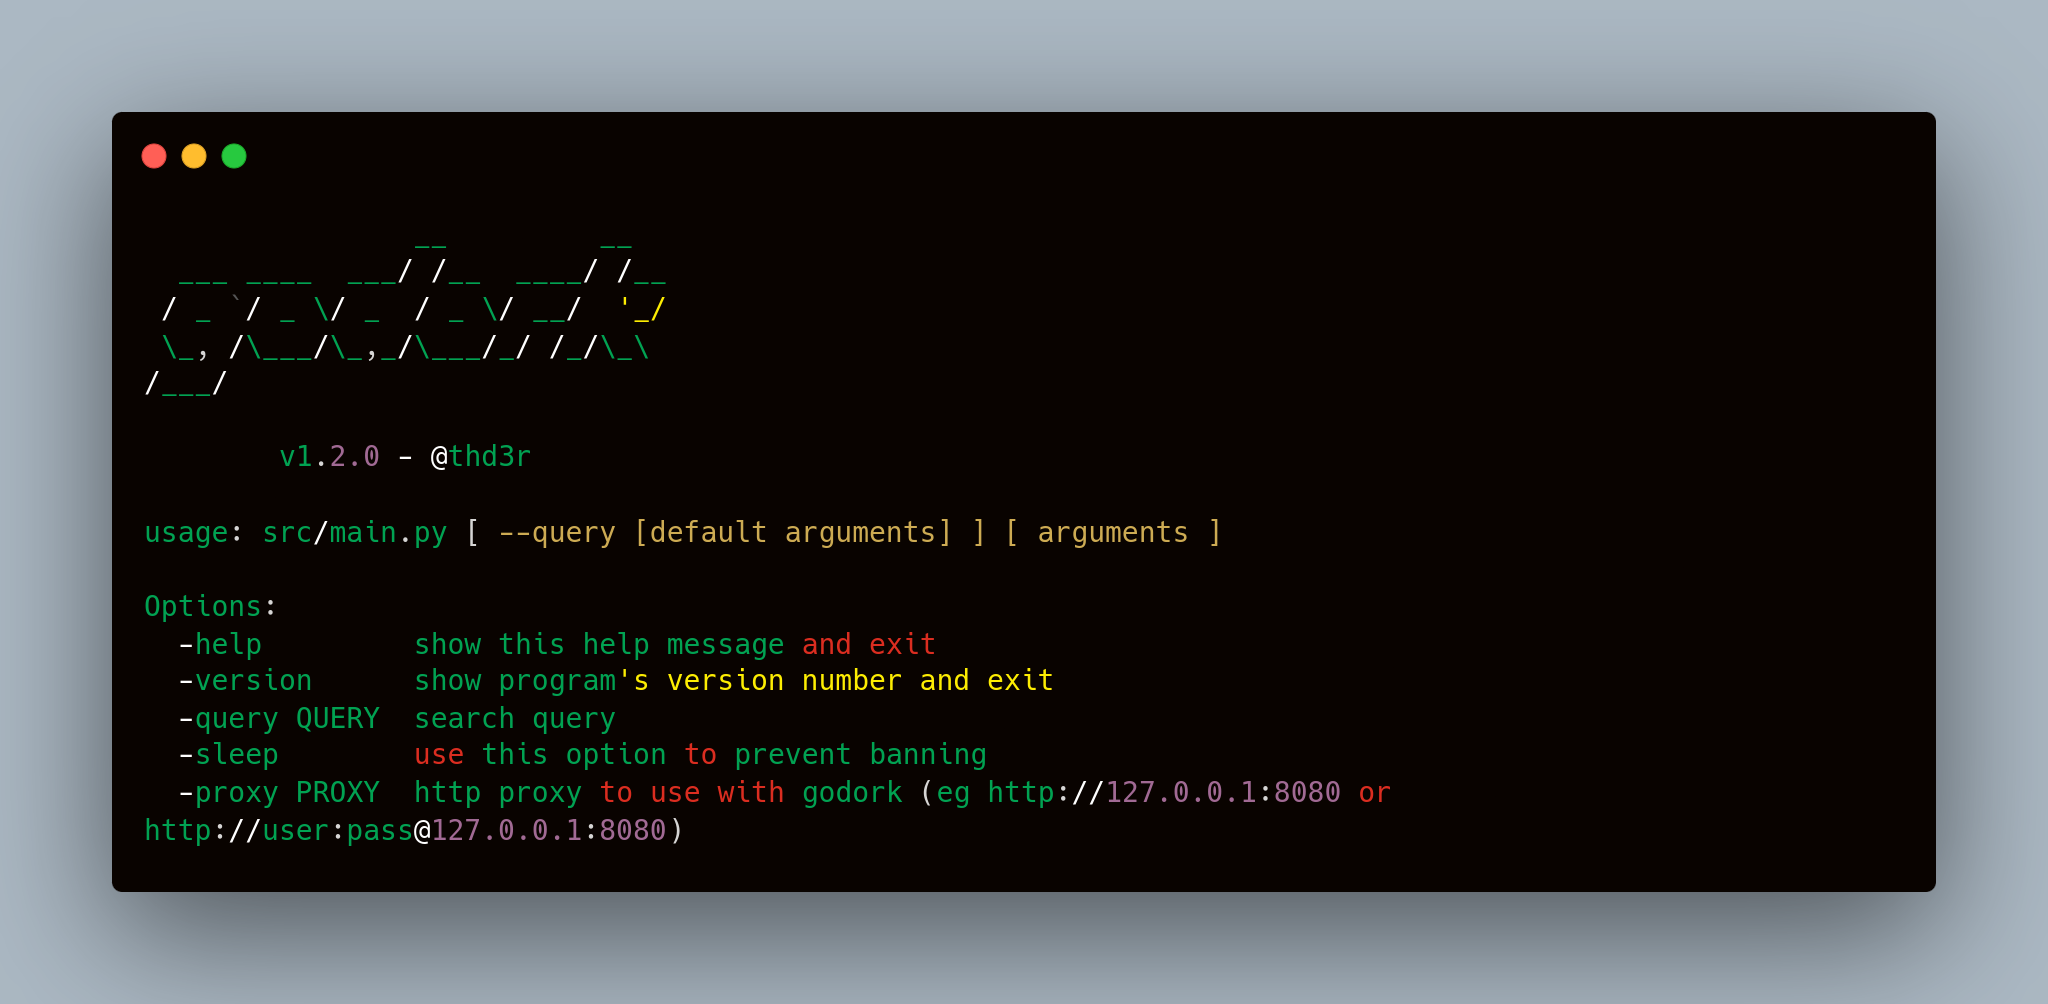 __         __
  ___ ____  ___/ /__  ____/ /__
 / _ `/ _ \/ _  / _ \/ __/  '_/
 \_, /\___/\_,_/\___/_/ /_/\_\
/___/
v1.2.0 - @thd3r
usage: src/main.py [ --query [default arguments] ] [ arguments ]
Options:
  -help         show this help message and exit
  -version      show program's version number and exit
  -query QUERY  search query
  -sleep        use this option to prevent banning
  -proxy PROXY  http proxy to use with godork (eg http://127.0.0.1:8080 or
http://user:pass@127.0.0.1:8080)